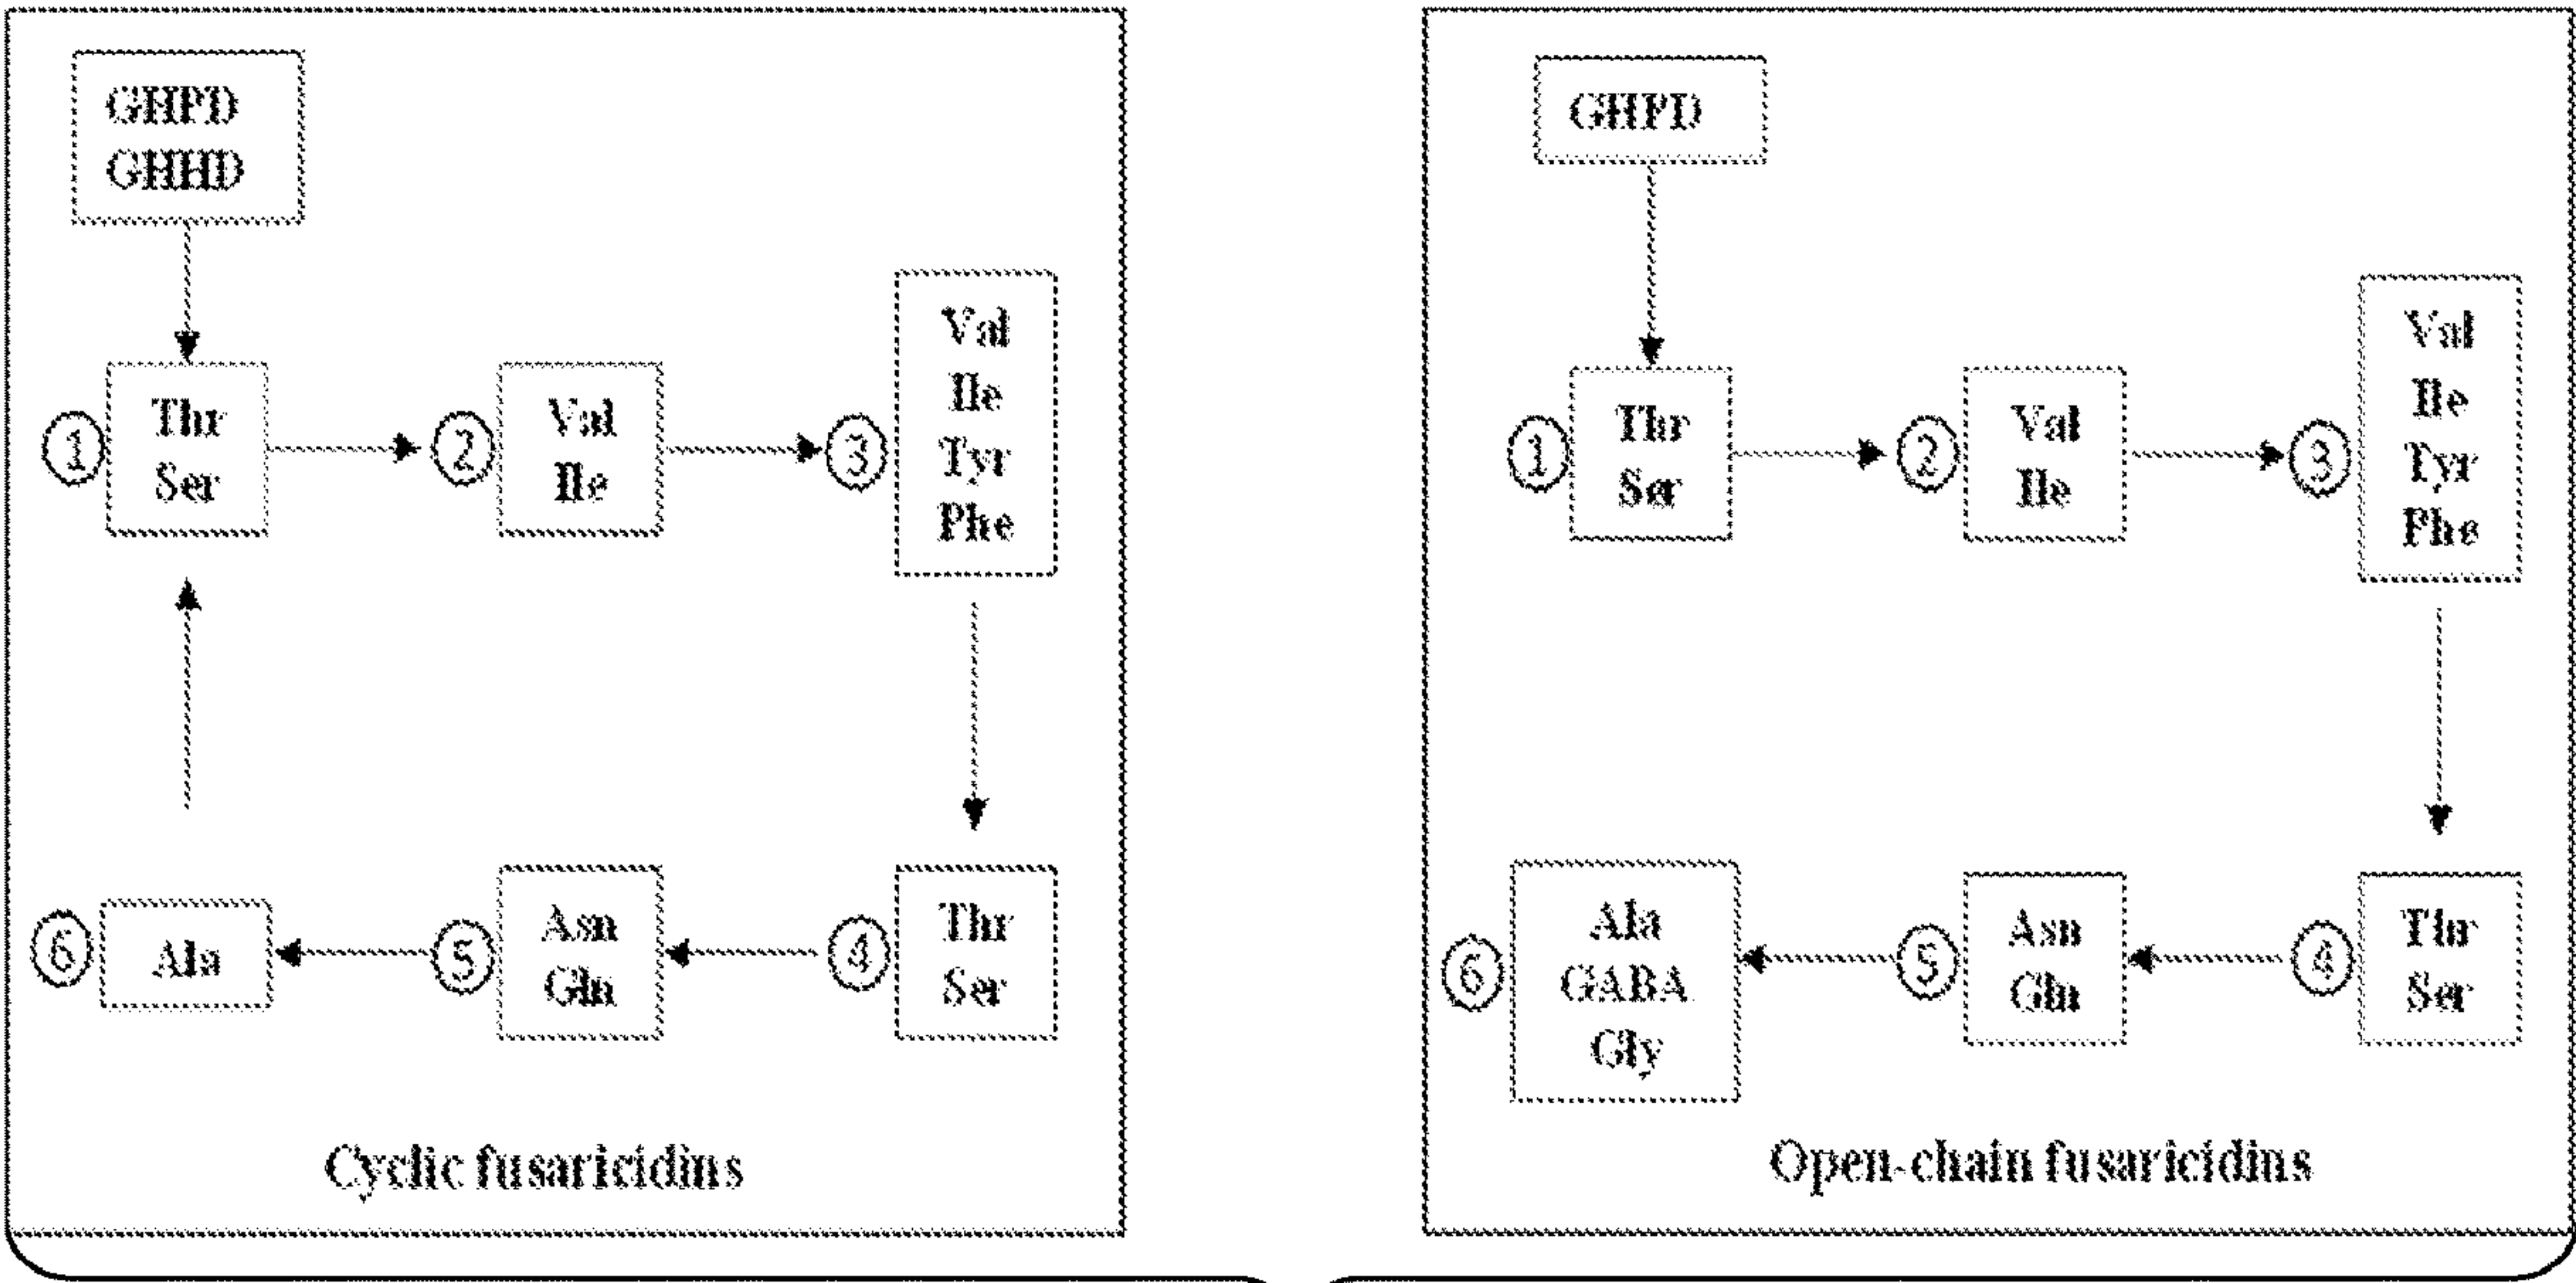 GHPD
GHHD
① Thr
Ser
② Val
Ile
③ Val
Ile
Tyr
Phe
④ Thr
Ser
⑤ Asn
Gln
⑥ Ala
Cyclic fusaricidins
GHPD
① Thr
Ser
② Val
Ile
③ Val
Ile
Tyr
Phe
④ Thr
Ser
⑤ Asn
Gln
⑥ Ala
GABA
Gly
Open-chain fusaricidins